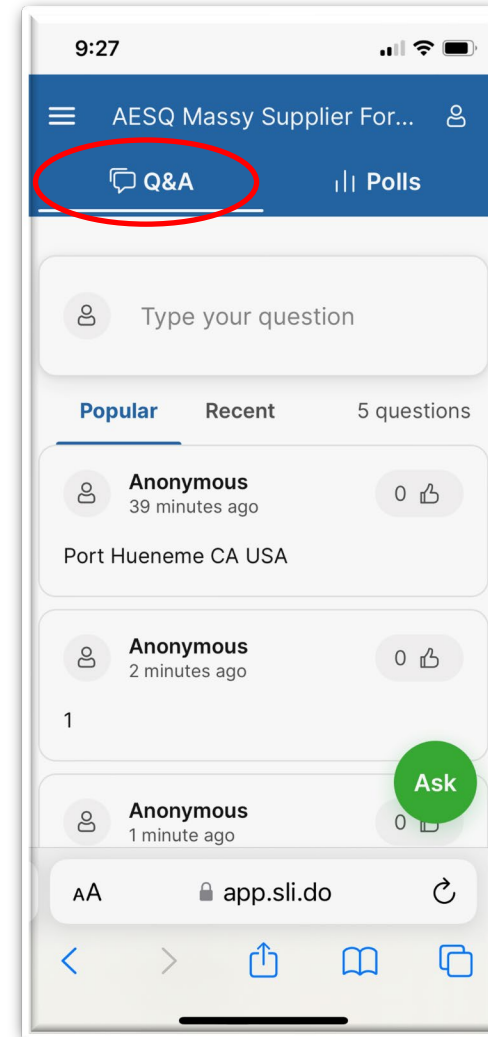 9:27
AESQ Massy Supplier For...
Q&A Polls
Type your question
Popular Recent 5 questions
Anonymous 0
39 minutes ago
Port Hueneme CA USA
Anonymous 0
2 minutes ago
1
Ask
Anonymous 0
1 minute ago
AA app.sli.do